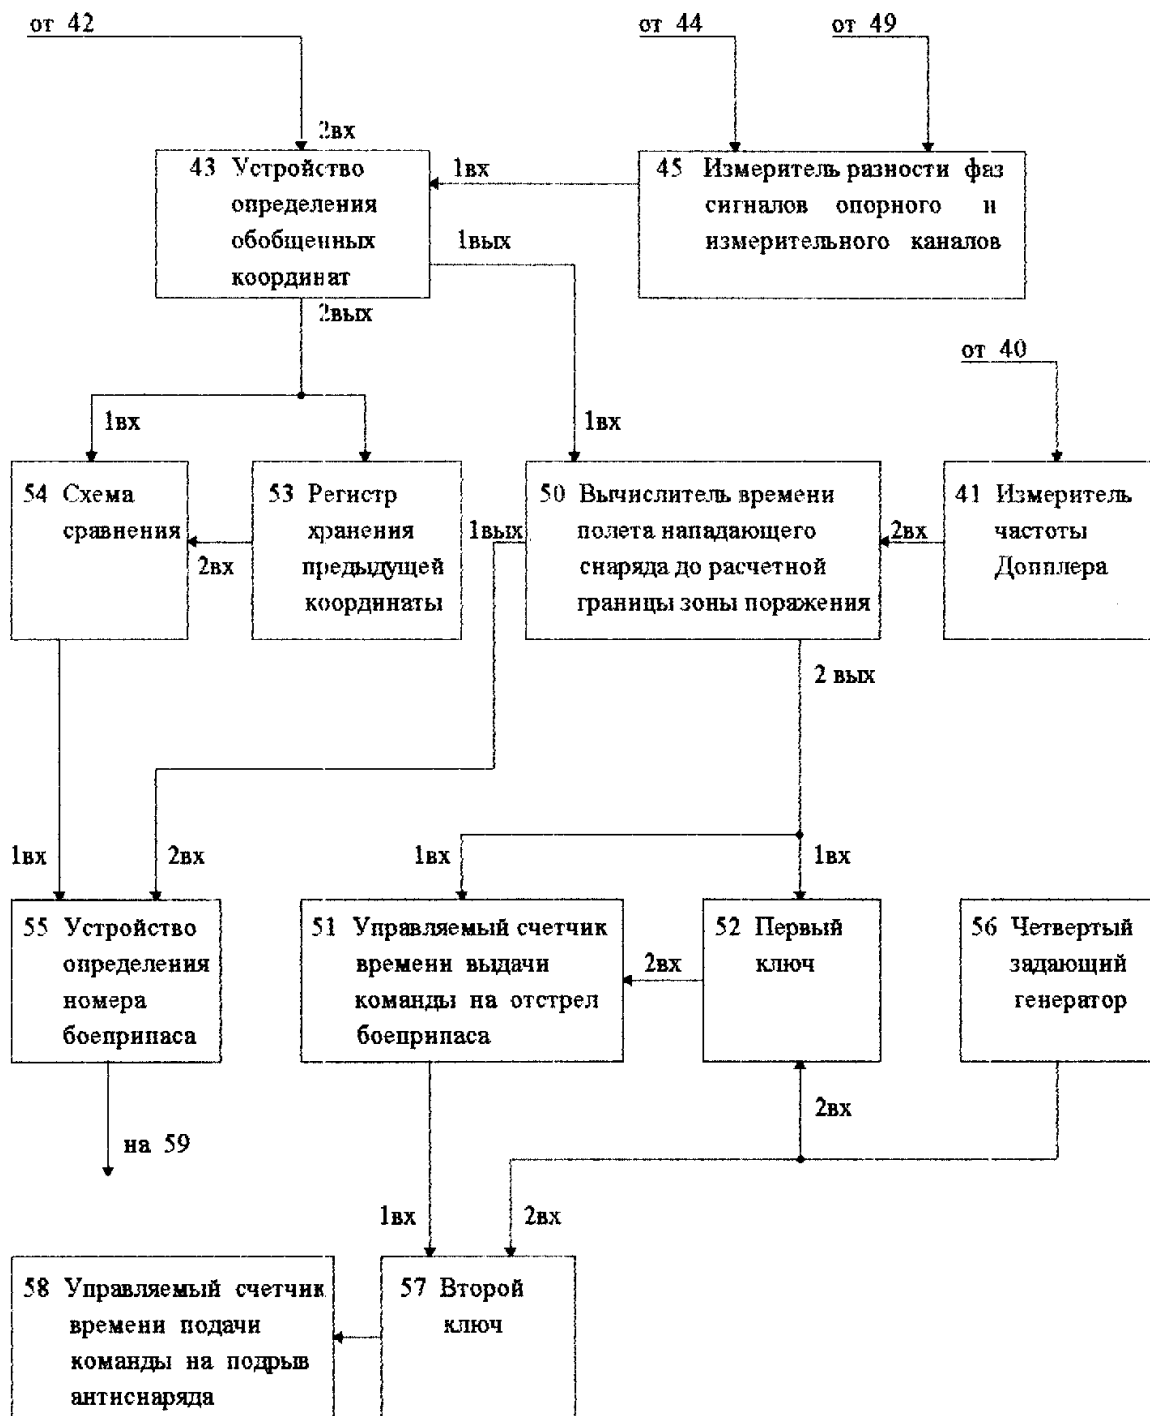 от 42
от 44
от 49
2вх
43 Устройство
определения
обобщенных
координат
1вх
45 Измеритель разности фаз
сигналов опорного и
измерительного каналов
1вых
2вых
от 40
1вх
1вх
54 Схема
сравнения
2вх
53 Регистр
хранения
предыдущей
координаты
1вых
50 Вычислитель времени
полета нападающего
снаряда до расчетной
границы зоны поражения
2вх
41 Измеритель
частоты
Допплера
2 вых
1вх
2вх
1вх
1вх
55 Устройство
определения
номера
боеприпаса
51 Управляемый счетчик
времени выдачи
команды на отстрел
боеприпаса
2вх
52 Первый
ключ
56 Четвертый
задающий
генератор
2вх
на 59
1вх
2вх
58 Управляемый счетчик
времени подачи
команды на подрыв
антиснаряда
57 Второй
ключ